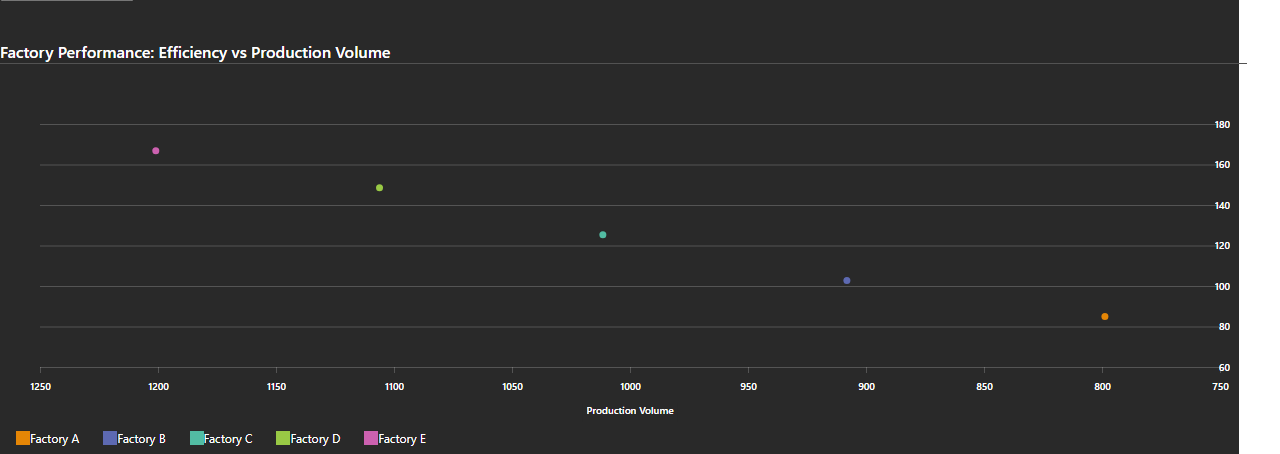 Factory Performance: Efficiency vs Production Volume
180
160
140
120
100
80
60
1250 1200 1150 1100 1050 1000 950 900 850 800 750
Production Volume
Factory A Factory B Factory C Factory D Factory E